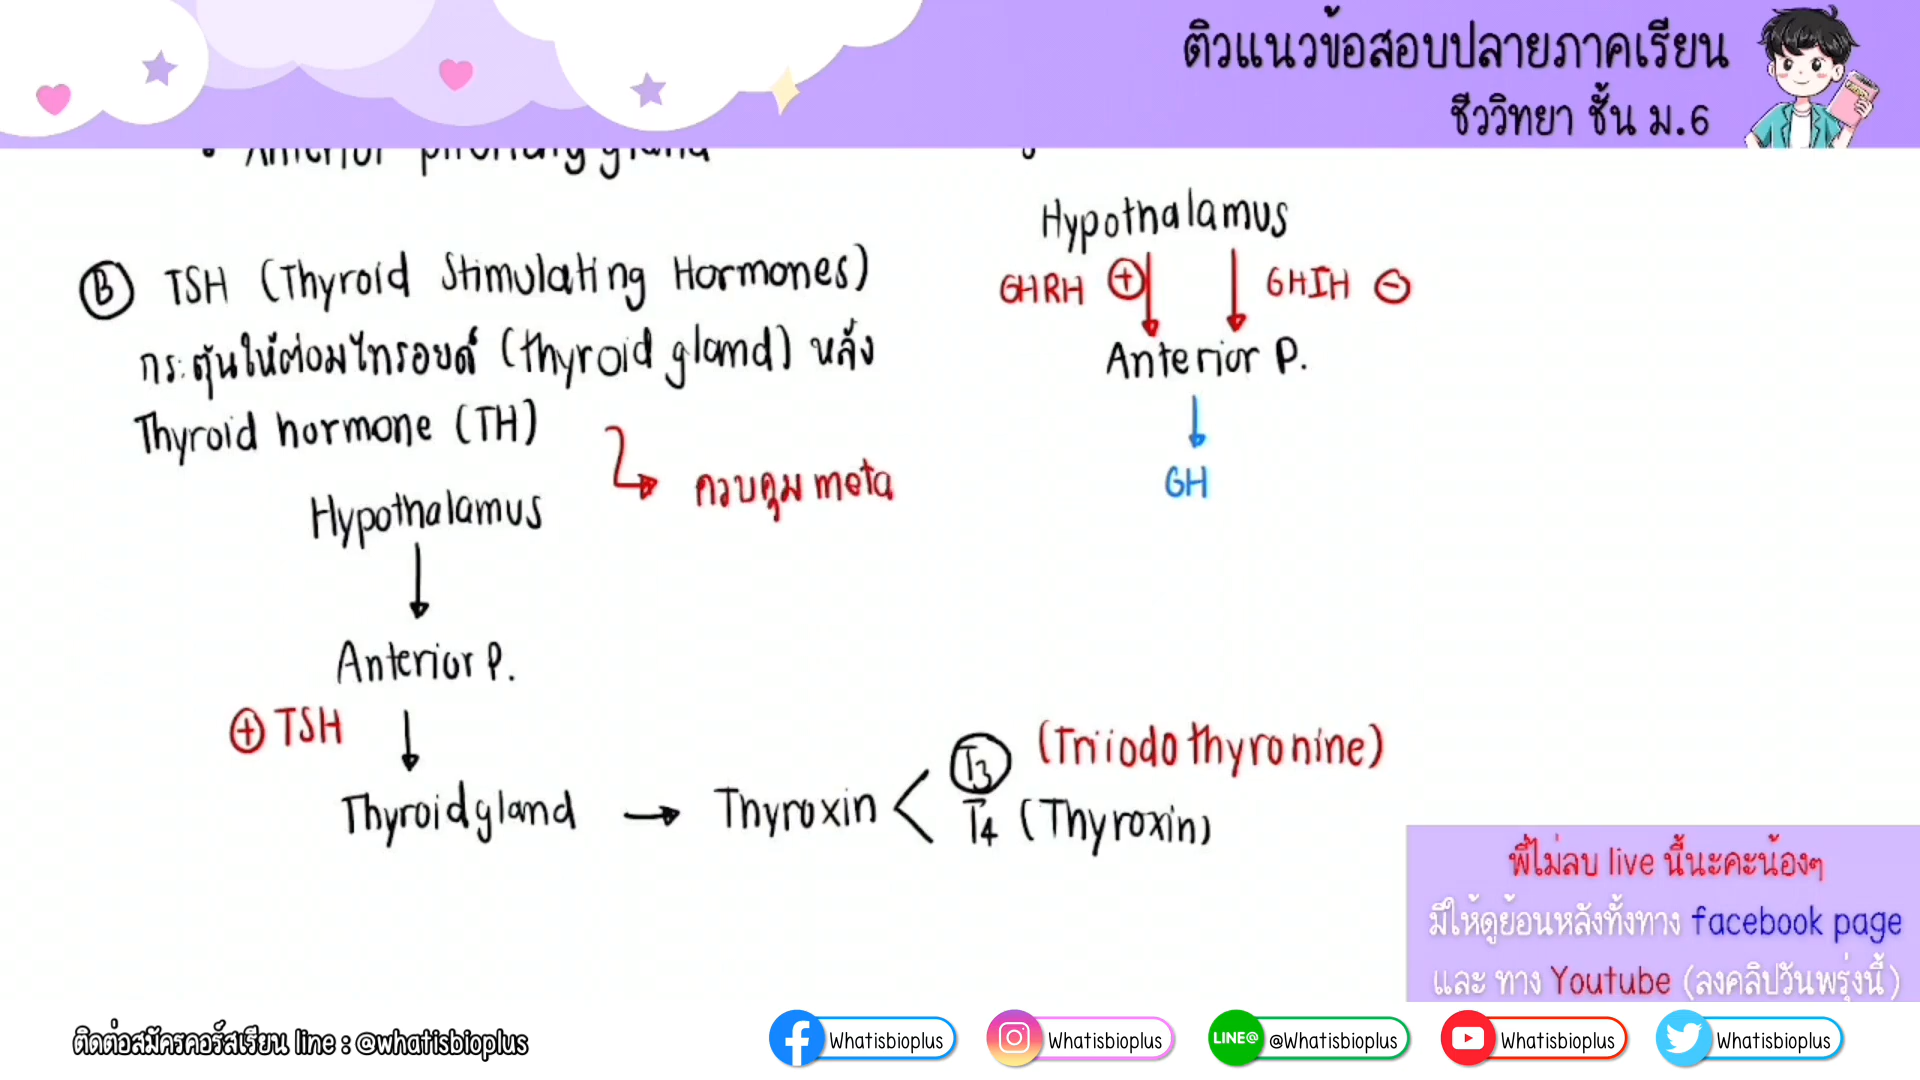 ติวแนวข้อสอบปลายภาคเรียน
ชีววิทยา ชั้น ม.6
• Anterior pituitary gland
Ⓑ TSH (Thyroid Stimulating Hormones)
กระตุ้นให้ต่อมไทรอยด์ (thyroid gland) หลั่ง
Thyroid hormone (TH)
ควบคุม meta
Hypothalamus
Anterior P.
⊕ TSH
Thyroid gland → Thyroxin < T3 (Triiodothyronine)
T4 (Thyroxin)
Hypothalamus
GHRH ⊕ GHIH ⊖
Anterior P.
GH
พี่ไม่ลบ live นี้นะคะน้องๆ
มีให้ดูย้อนหลังทั้งทาง facebook page
และ ทาง Youtube (ลงคลิปวันพรุ่งนี้)
ติดต่อสมัครคอร์สเรียน line : @whatisbioplus
Whatisbioplus
Whatisbioplus
LINE@ @Whatisbioplus
Whatisbioplus
Whatisbioplus